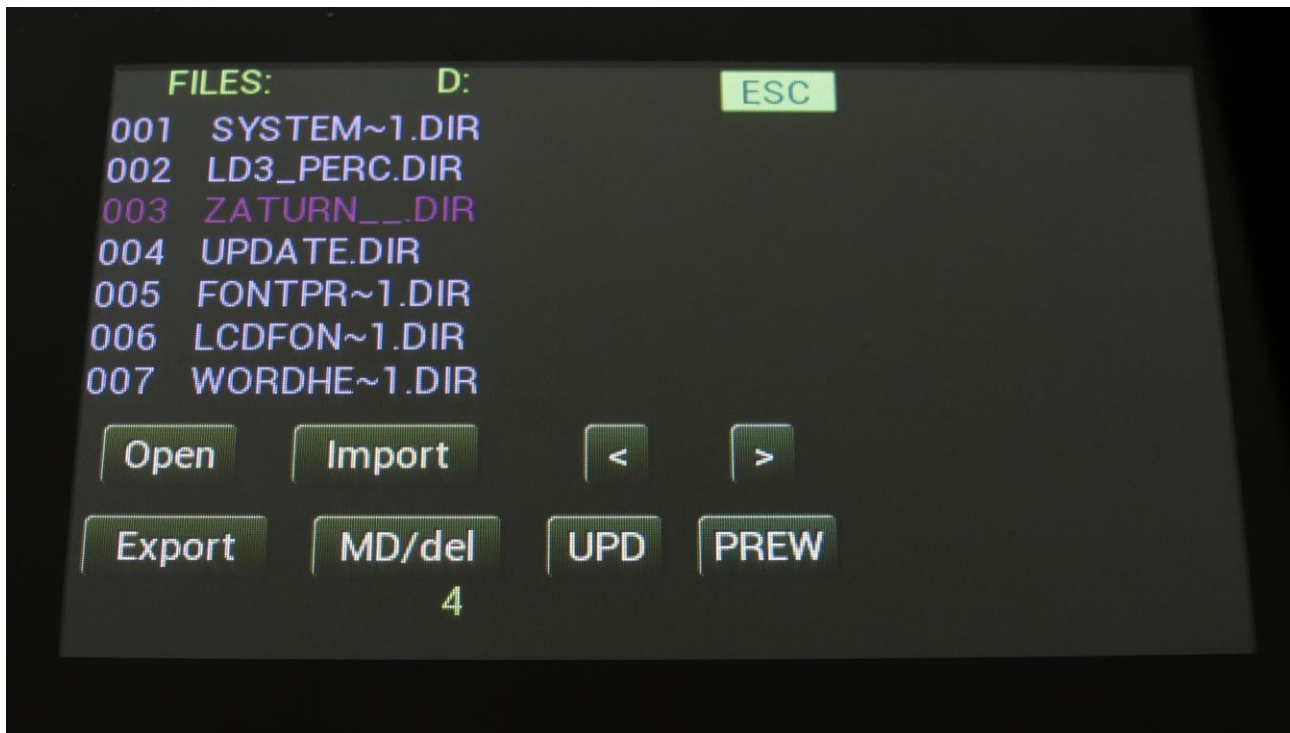 FILES: D: ESC
001 SYSTEM~1.DIR
002 LD3_PERC.DIR
003 ZATURN__.DIR
004 UPDATE.DIR
005 FONTPR~1.DIR
006 LCDFON~1.DIR
007 WORDHE~1.DIR
Open Import < >
Export MD/del UPD PREW
4